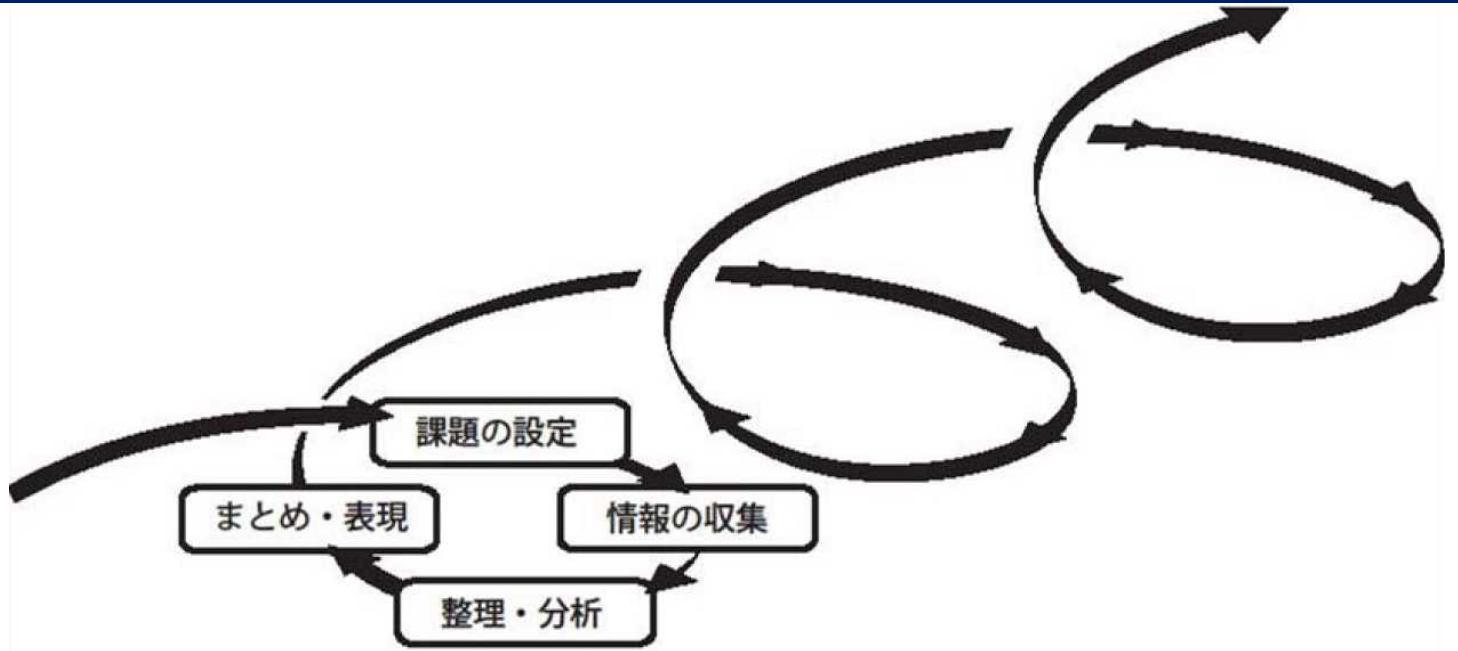 課題の設定
まとめ・表現
情報の収集
整理・分析